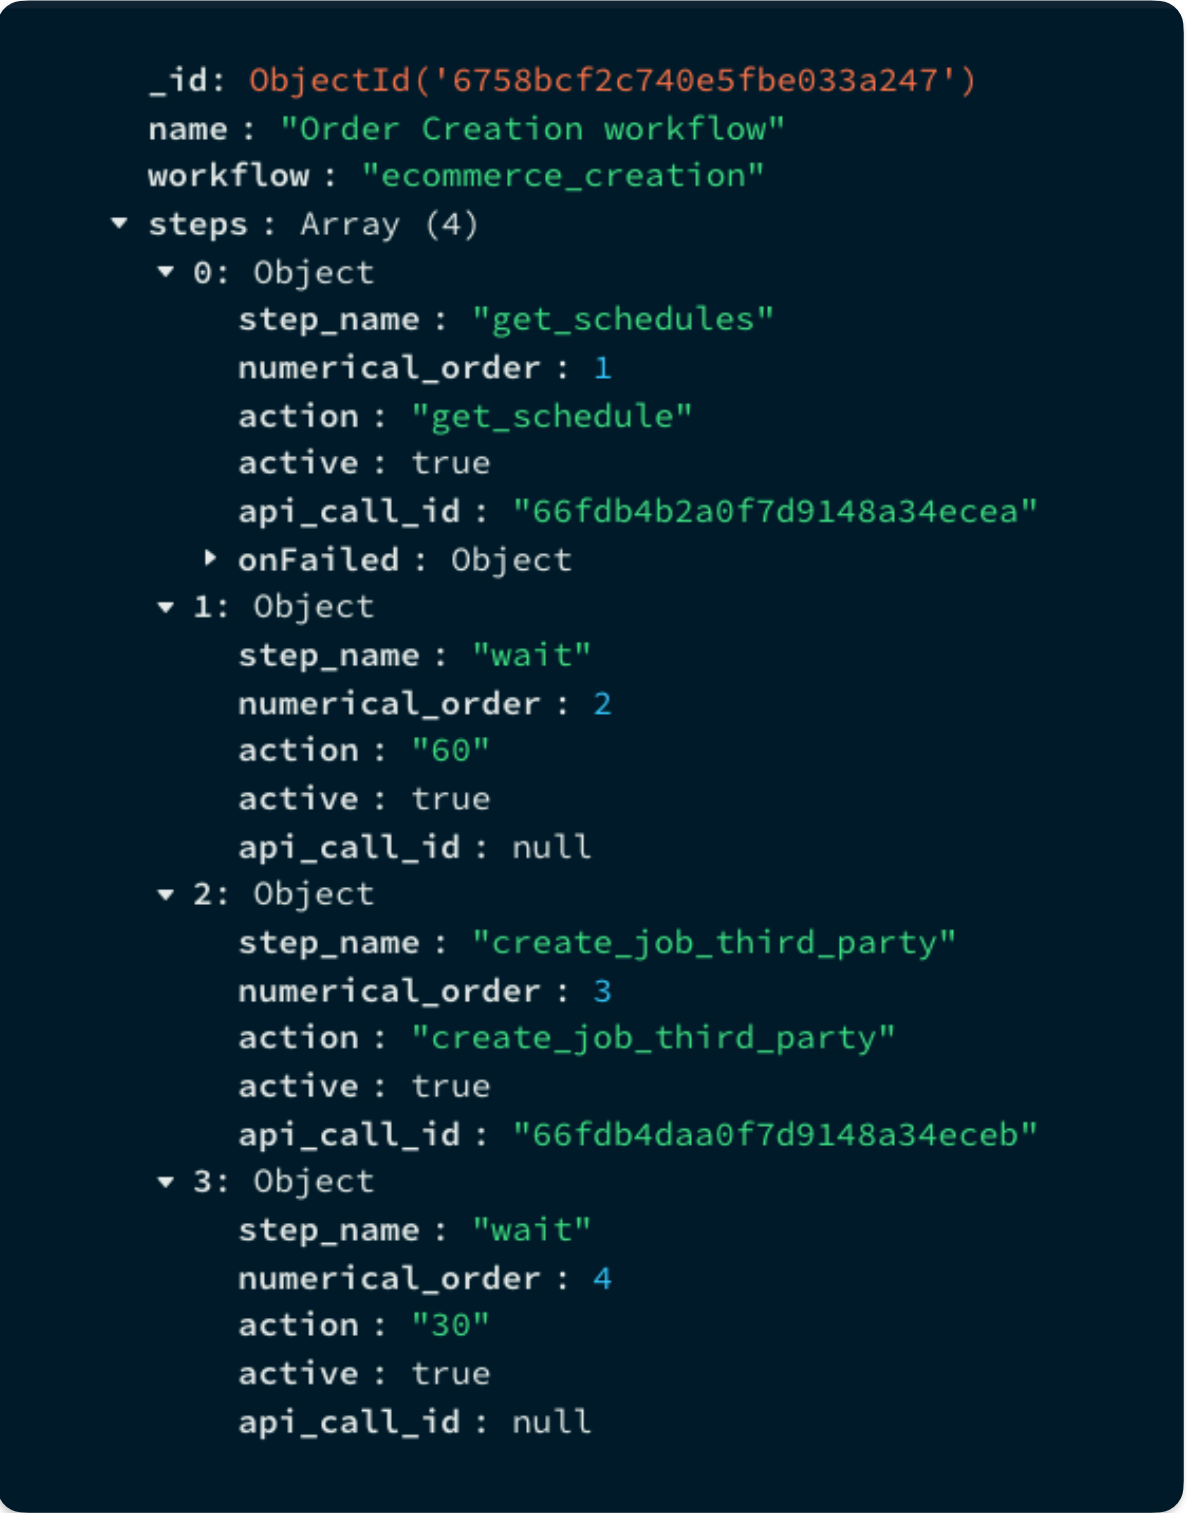 _id: ObjectId('6758bcf2c740e5fbe033a247')
name : "Order Creation workflow"
workflow : "ecommerce_creation"
steps : Array (4)
0: Object
step_name : "get_schedules"
numerical_order : 1
action : "get_schedule"
active : true
api_call_id : "66fdb4b2a0f7d9148a34ecea"
onFailed : Object
1: Object
step_name : "wait"
numerical_order : 2
action : "60"
active : true
api_call_id : null
2: Object
step_name : "create_job_third_party"
numerical_order : 3
action : "create_job_third_party"
active : true
api_call_id : "66fdb4daa0f7d9148a34eceb"
3: Object
step_name : "wait"
numerical_order : 4
action : "30"
active : true
api_call_id : null